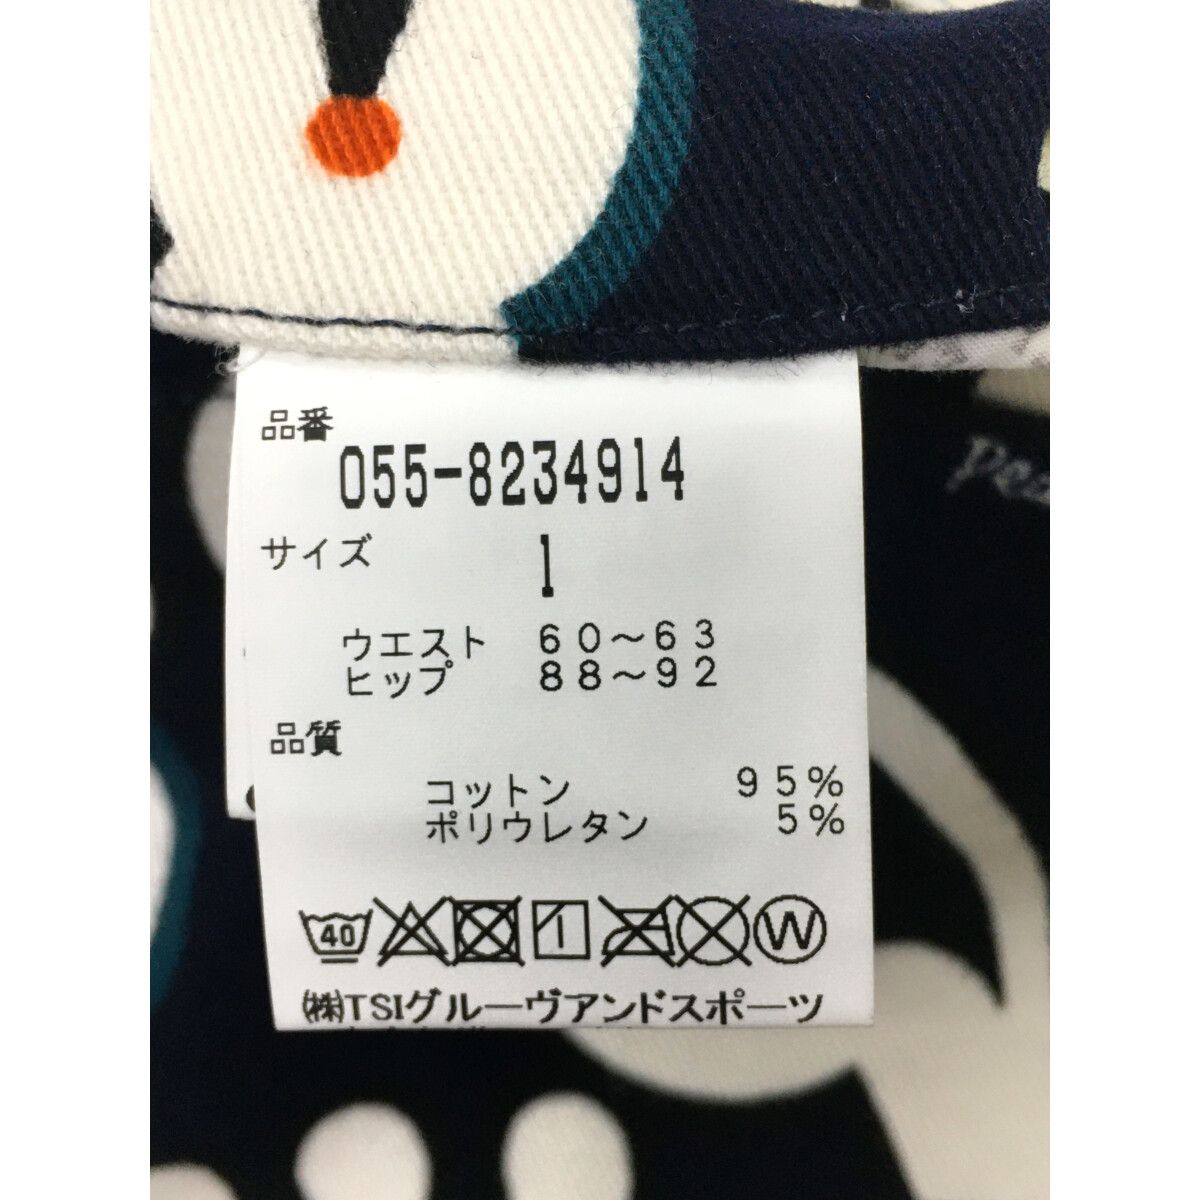 品番
055-8234914
サイズ 1
ウエスト 60～63
ヒップ 88～92
品質
コットン 95%
ポリウレタン 5%
40 W
㈱TSIグルーヴアンドスポーツ